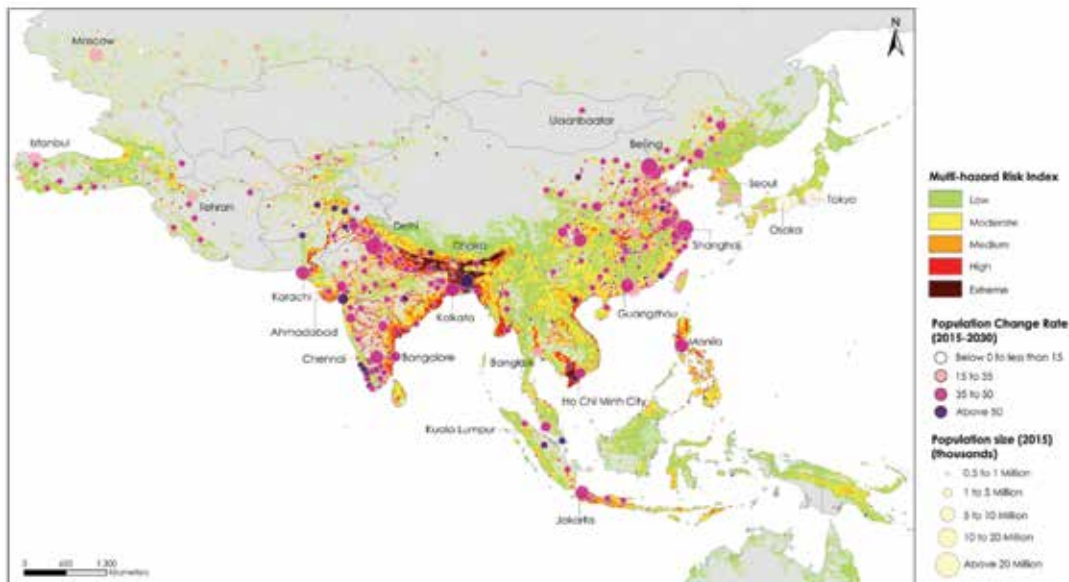 N
Moscow
Ulaanbaatar
Beijing
Istanbul
Seoul
Tehran
Tokyo
Delhi
Osaka
Dhaka
Shanghai
Karachi
Kolkata
Guangzhou
Ahmadabad
Manila
Chennai
Bangalore
Bangkok
Ho Chi Minh City
Kuala Lumpur
Jakarta
0 650 1,300
Kilometers
Multi-hazard Risk Index
Low
Moderate
Medium
High
Extreme
Population Change Rate
(2015-2030)
Below 0 to less than 15
15 to 35
35 to 50
Above 50
Population size (2015)
(thousands)
0.5 to 1 Million
1 to 5 Million
5 to 10 Million
10 to 20 Million
Above 20 Million